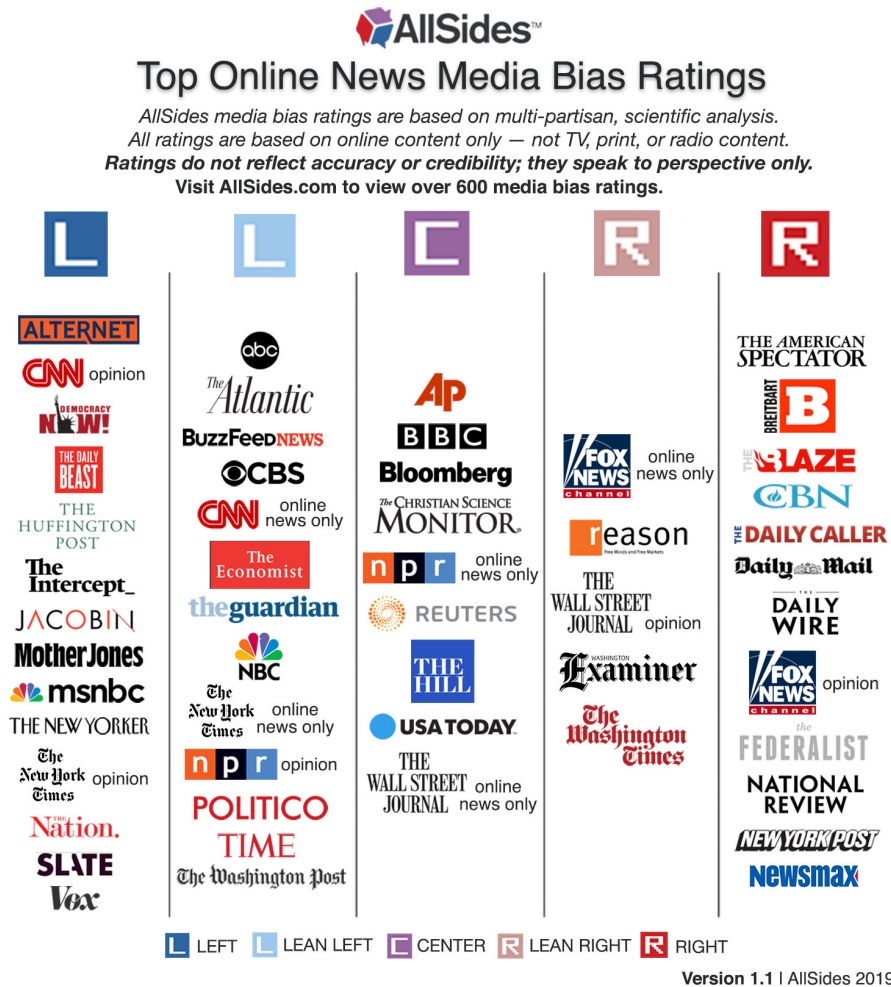 AllSides™
Top Online News Media Bias Ratings
AllSides media bias ratings are based on multi-partisan, scientific analysis.
All ratings are based on online content only — not TV, print, or radio content.
Ratings do not reflect accuracy or credibility; they speak to perspective only.
Visit AllSides.com to view over 600 media bias ratings.
L
L
C
R
R
ALTERNET
CNN opinion
DEMOCRACY
NOW!
THE DAILY
BEAST
THE
HUFFINGTON
POST
The
Intercept_
JACOBIN
Mother Jones
msnbc
THE NEW YORKER
The
New York
Times
opinion
THE
Nation.
SLATE
Vox
abc
The
Atlantic
BuzzFeedNEWS
CBS
CNN
online
news only
The
Economist
theguardian
NBC
The
New York
Times
online
news only
npr opinion
POLITICO
TIME
The Washington Post
AP
BBC
Bloomberg
The CHRISTIAN SCIENCE
MONITOR®
npr
online
news only
REUTERS
THE
HILL
USA TODAY
THE
WALL STREET
JOURNAL
online
news only
FOX
NEWS
channel
online
news only
reason
Free Minds and Free Markets
THE
WALL STREET
JOURNAL opinion
WASHINGTON
Examiner
The
Washington
Times
THE AMERICAN
SPECTATOR
BREITBART
B
THE
BLAZE
CBN
THE DAILY CALLER
Daily Mail
THE
DAILY
WIRE
FOX
NEWS
channel
opinion
the
FEDERALIST
NATIONAL
REVIEW
NEW YORK POST
Newsmax
L LEFT L LEAN LEFT C CENTER R LEAN RIGHT R RIGHT
Version 1.1 | AllSides 2019